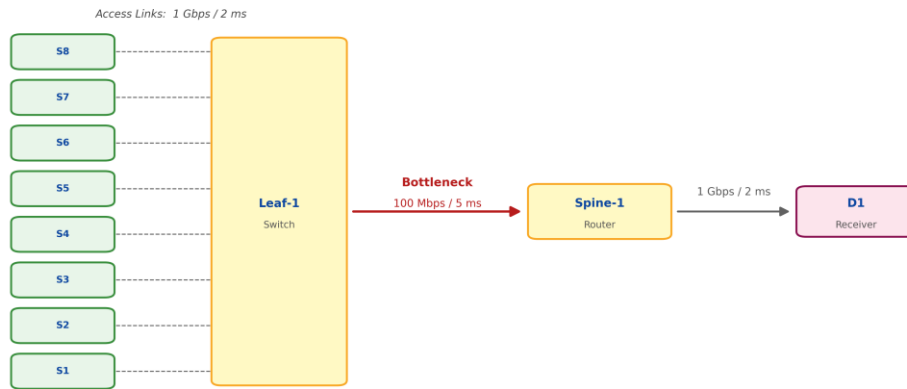 Access Links:  1 Gbps / 2 ms
S8
S7
S6
S5
S4
S3
S2
S1
Leaf-1
Switch
Bottleneck
100 Mbps / 5 ms
Spine-1
Router
1 Gbps / 2 ms
D1
Receiver